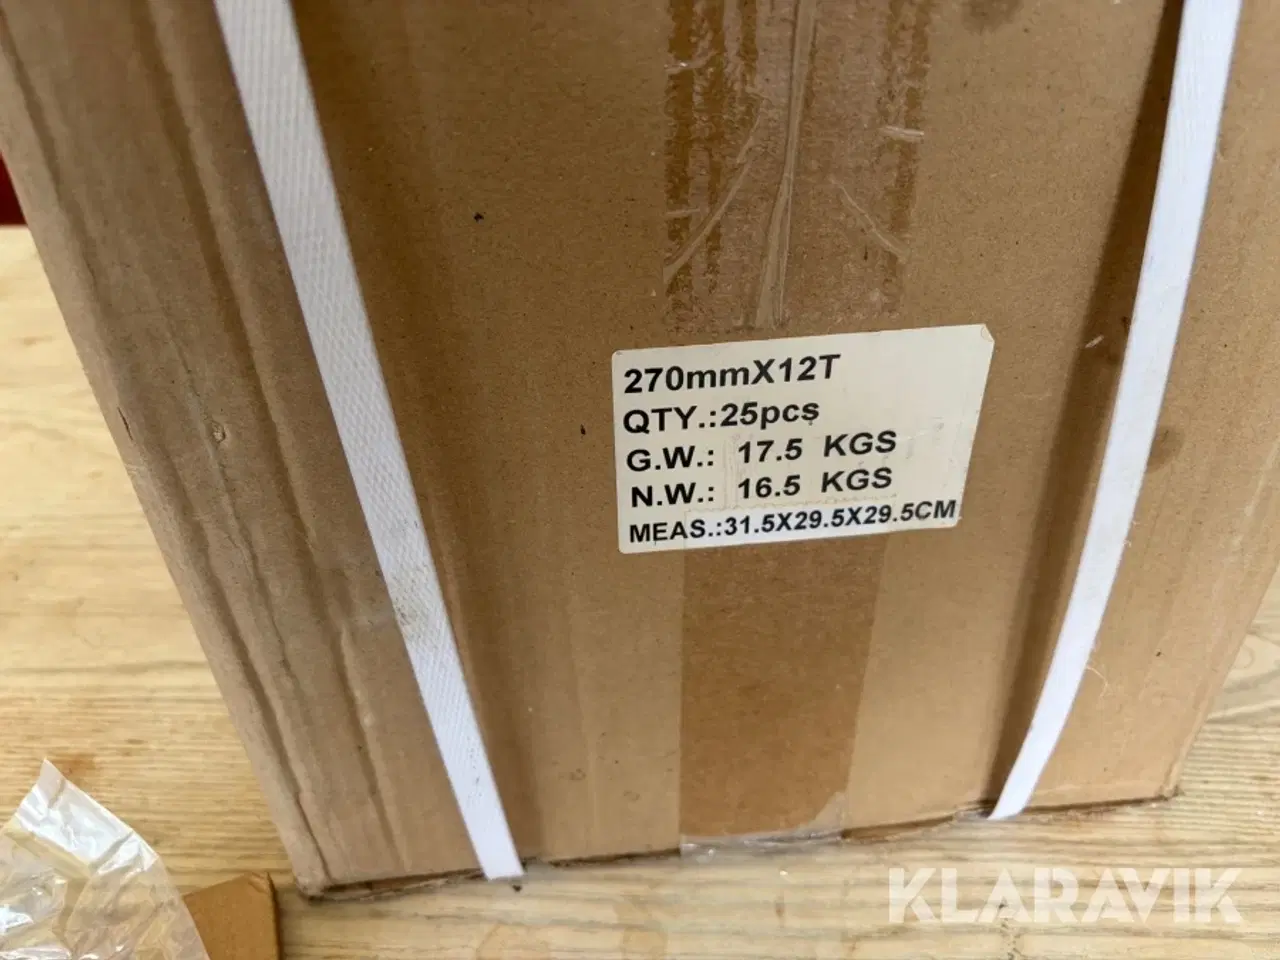 270mmX12T
QTY.:25pcs
G.W.: 17.5 KGS
N.W.: 16.5 KGS
MEAS.:31.5X29.5X29.5CM
KLARAVIK